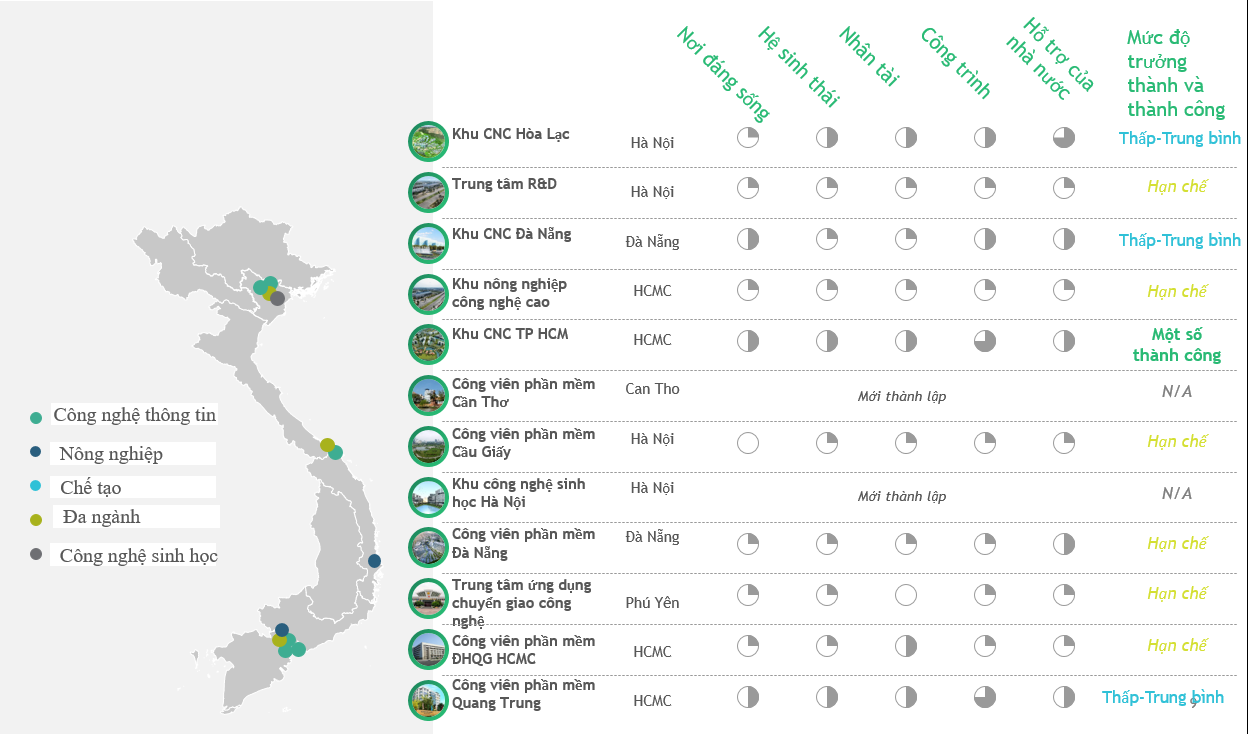 Nơi đáng sống
Hệ sinh thái
Nhân tài
Công trình
Hỗ trợ của
nhà nước
Mức độ
trưởng
thành và
thành công
Khu CNC Hòa Lạc
Hà Nội
Thấp-Trung bình
Trung tâm R&D
Hà Nội
Hạn chế
Khu CNC Đà Nẵng
Đà Nẵng
Thấp-Trung bình
Khu nông nghiệp
công nghệ cao
HCMC
Hạn chế
Khu CNC TP HCM
HCMC
Một số
thành công
Công viên phần mềm
Cần Thơ
Can Tho
Mới thành lập
N/A
Công viên phần mềm
Cầu Giấy
Hà Nội
Hạn chế
Khu công nghệ sinh
học Hà Nội
Hà Nội
Mới thành lập
N/A
Công viên phần mềm
Đà Nẵng
Đà Nẵng
Hạn chế
Trung tâm ứng dụng
chuyển giao công
nghệ
Phú Yên
Hạn chế
Công viên phần mềm
ĐHQG HCMC
HCMC
Hạn chế
Công viên phần mềm
Quang Trung
HCMC
Thấp-Trung bình
9
Công nghệ thông tin
Nông nghiệp
Chế tạo
Đa ngành
Công nghệ sinh học